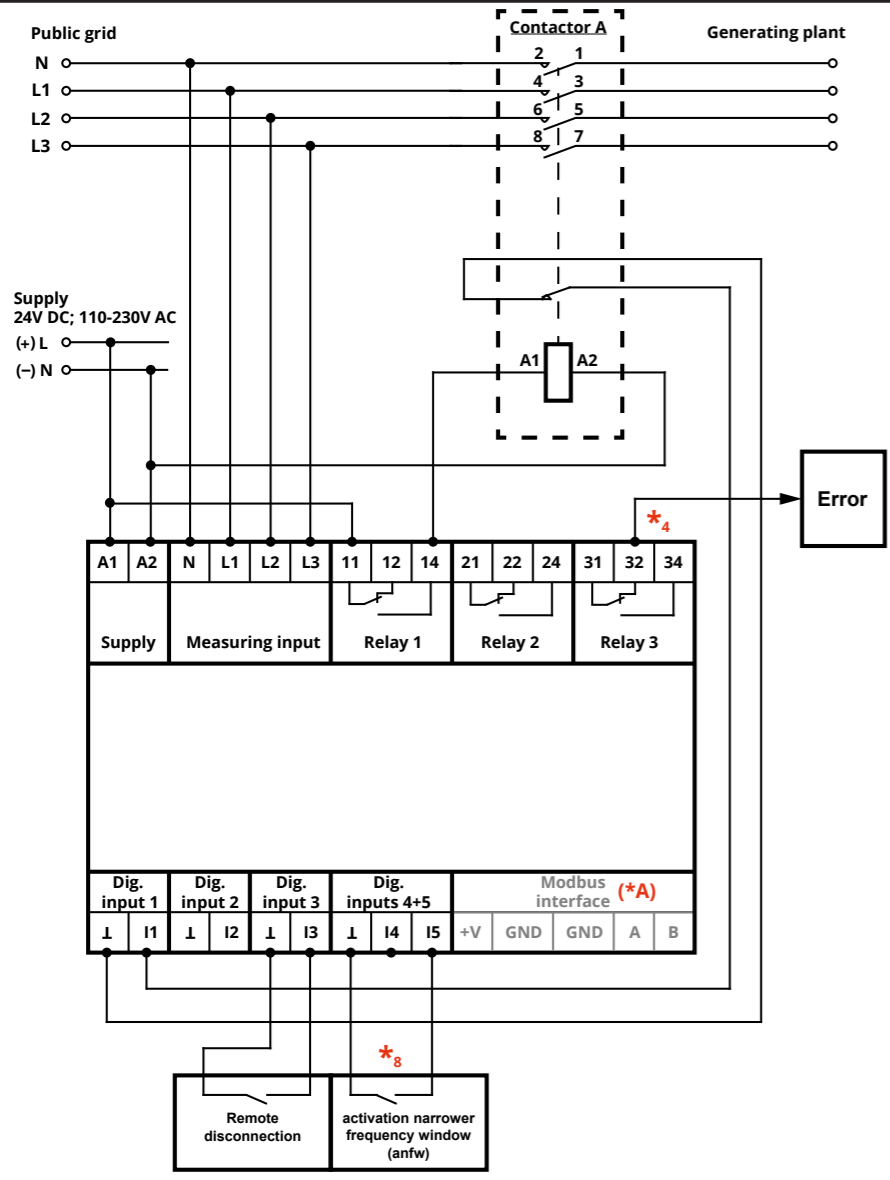 Public grid
Contactor A
Generating plant
N
2 1
L1
4 3
L2
6 5
L3
8 7
Supply
24V DC; 110-230V AC
(+) L
(−) N
A1 A2
Error
*4
A1 A2 N L1 L2 L3 11 12 14 21 22 24 31 32 34
Supply
Measuring input
Relay 1
Relay 2
Relay 3
Dig.
input 1
Dig.
input 2
Dig.
input 3
Dig.
inputs 4+5
Modbus
interface
(*A)
⊥ I1 ⊥ I2 ⊥ I3 ⊥ I4 I5 +V GND GND A B
*8
Remote
disconnection
activation narrower
frequency window
(anfw)